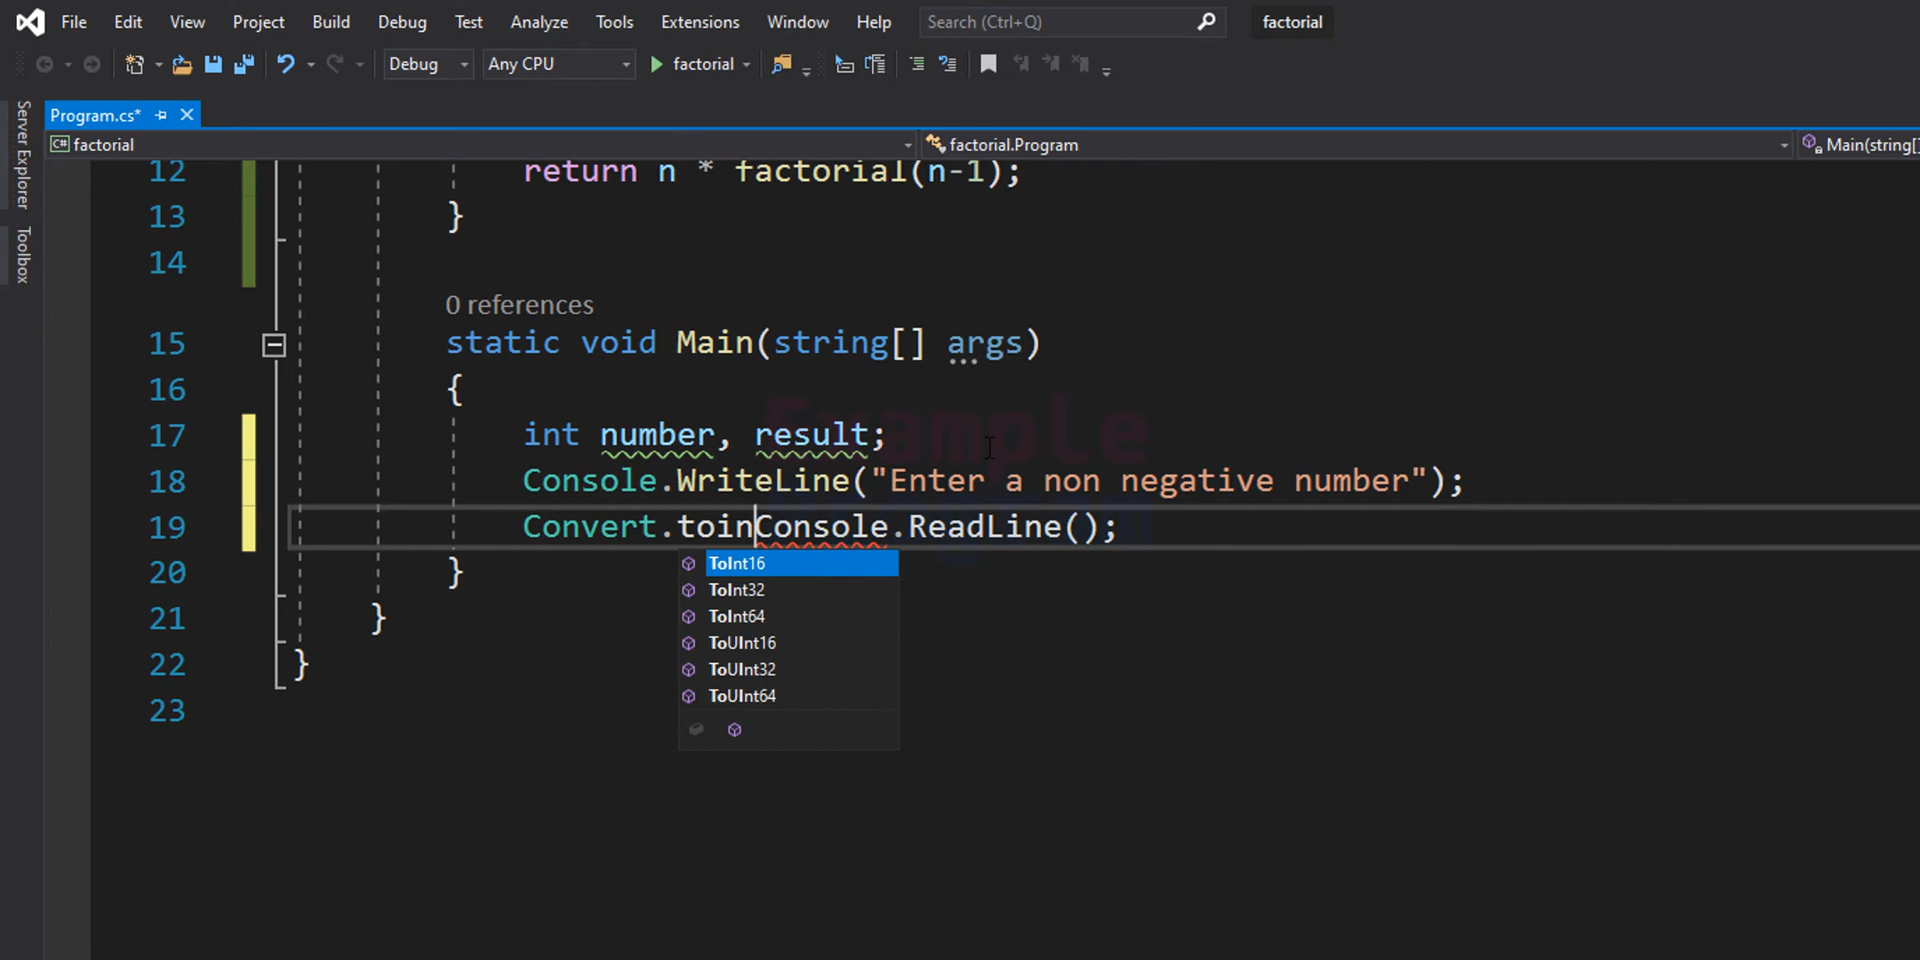 File Edit View Project Build Debug Test Analyze Tools Extensions Window Help Search (Ctrl+Q) factorial
Debug Any CPU factorial
Server Explorer
Toolbox
Program.cs*
C# factorial factorial.Program Main(string[]
12 return n * factorial(n-1);
13 }
14
0 references
15 static void Main(string[] args)
16 {
17 int number, result;
18 Console.WriteLine("Enter a non negative number");
19 Convert.toinConsole.ReadLine();
20 }
21 }
22 }
23
ToInt16
ToInt32
ToInt64
ToUInt16
ToUInt32
ToUInt64
Example